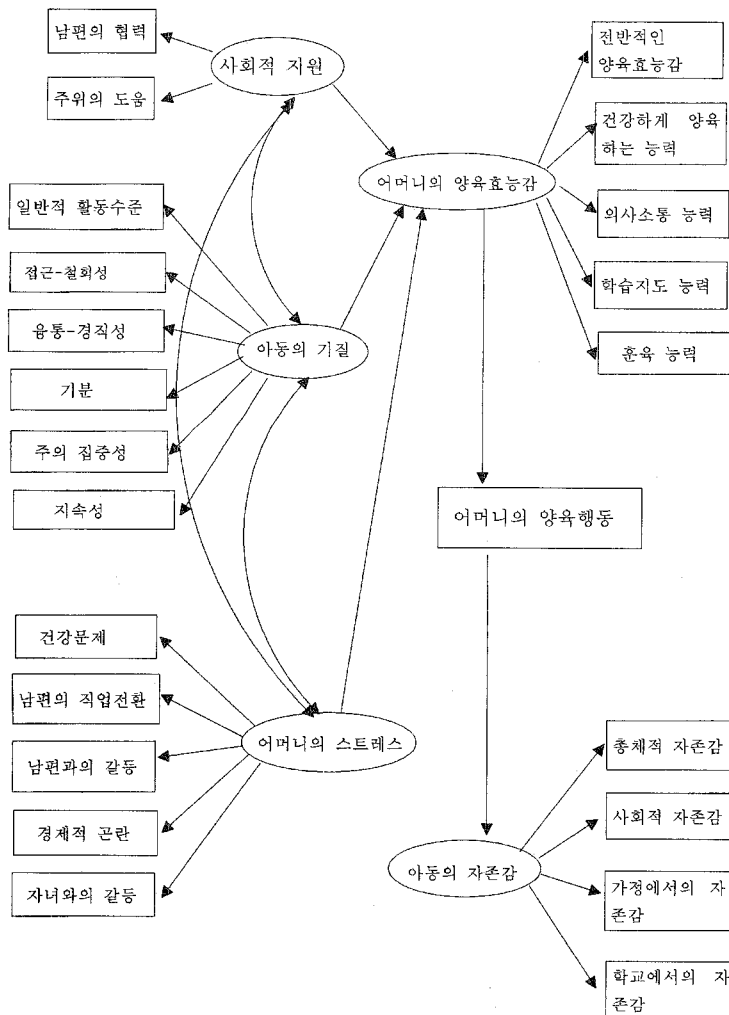 남편의 협력
주위의 도움
사회적 지원
전반적인
양육효능감
건강하게 양육
하는 능력
의사소통 능력
학습지도 능력
훈육 능력
어머니의 양육효능감
일반적 활동수준
접근-철회성
융통-경직성
기분
주의 집중성
지속성
아동의 기질
어머니의 양육행동
건강문제
남편의 직업전환
남편과의 갈등
경제적 곤란
자녀와의 갈등
어머니의 스트레스
아동의 자존감
총체적 자존감
사회적 자존감
가정에서의 자
존감
학교에서의 자
존감